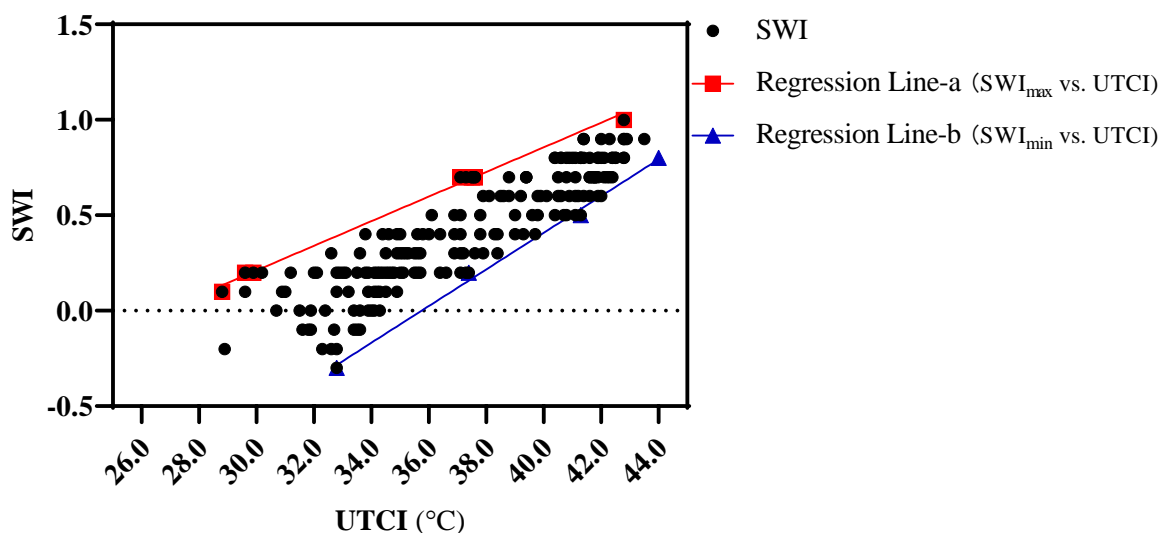 1.5
1.0
0.5
0.0
-0.5
SWI
26.0 28.0 30.0 32.0 34.0 36.0 38.0 40.0 42.0 44.0
UTCI (°C)
SWI
Regression Line-a (SWImax vs. UTCI)
Regression Line-b (SWImin vs. UTCI)